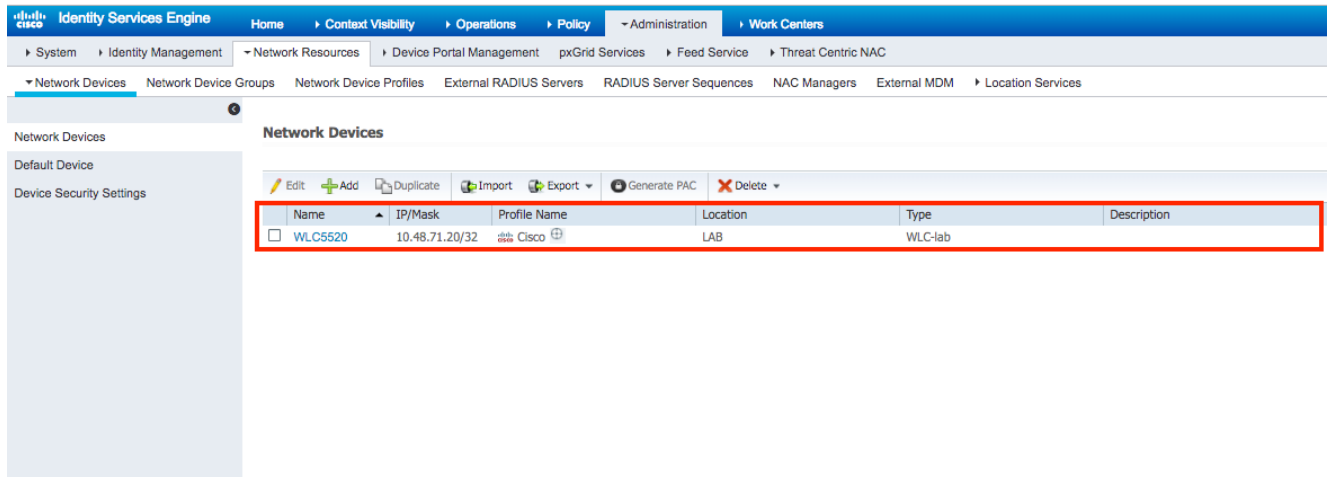 cisco Identity Services Engine Home Context Visibility Operations Policy Administration Work Centers
System Identity Management Network Resources Device Portal Management pxGrid Services Feed Service Threat Centric NAC
Network Devices Network Device Groups Network Device Profiles External RADIUS Servers RADIUS Server Sequences NAC Managers External MDM Location Services
Network Devices
Default Device
Device Security Settings
Network Devices
Edit Add Duplicate Import Export Generate PAC Delete
Name IP/Mask Profile Name Location Type Description
WLC5520 10.48.71.20/32 cisco Cisco LAB WLC-lab